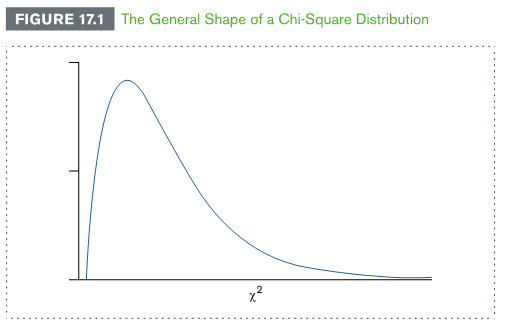 FIGURE 17.1 The General Shape of a Chi-Square Distribution
χ²